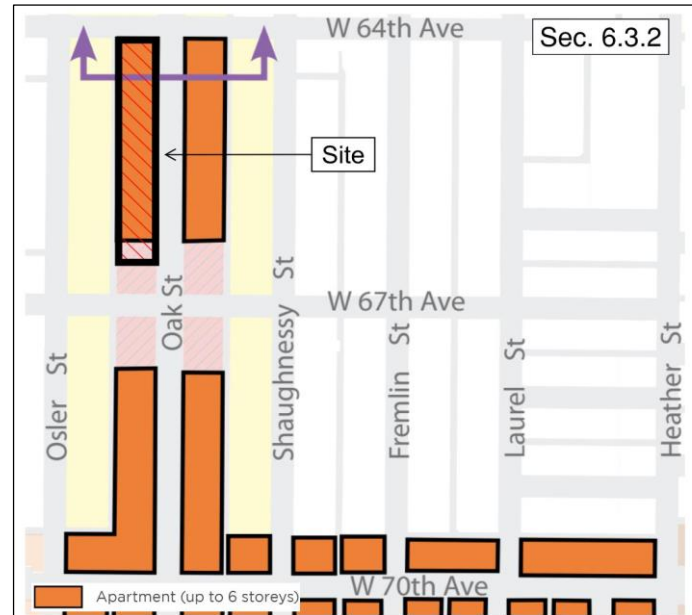 W 64th Ave
Sec. 6.3.2
Site
Oak St
W 67th Ave
Osler St
Shaughnessy St
Fremlin St
Laurel St
Heather St
Apartment (up to 6 storeys)
W 70th Ave